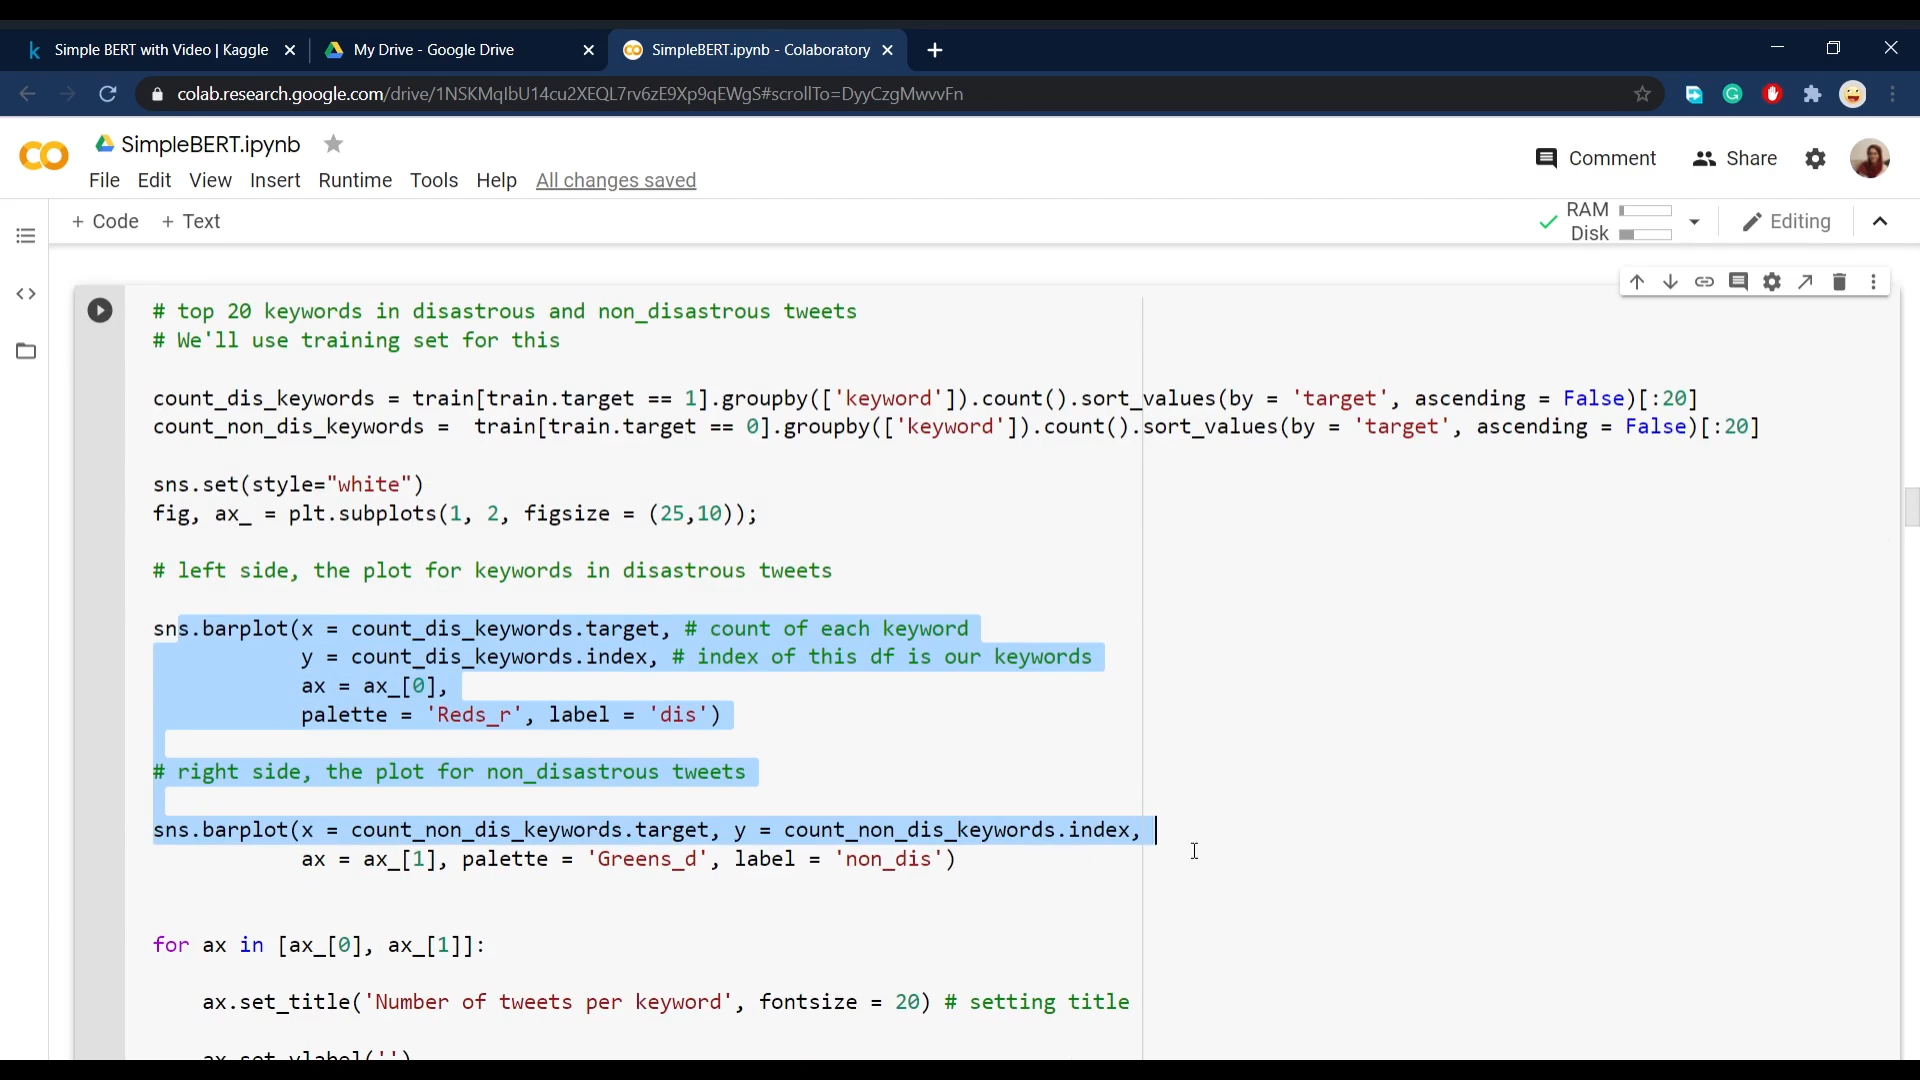 Simple BERT with Video | Kaggle
My Drive - Google Drive
SimpleBERT.ipynb - Colaboratory
colab.research.google.com/drive/1NSKMqlbU14cu2XEQL7rv6zE9Xp9qEWgS#scrollTo=DyyCzgMwvvFn
SimpleBERT.ipynb
Comment
Share
File Edit View Insert Runtime Tools Help All changes saved
+ Code + Text
RAM
Disk
Editing
# top 20 keywords in disastrous and non_disastrous tweets
# We'll use training set for this
count_dis_keywords = train[train.target == 1].groupby(['keyword']).count().sort_values(by = 'target', ascending = False)[:20]
count_non_dis_keywords =  train[train.target == 0].groupby(['keyword']).count().sort_values(by = 'target', ascending = False)[:20]
sns.set(style="white")
fig, ax_ = plt.subplots(1, 2, figsize = (25,10));
# left side, the plot for keywords in disastrous tweets
sns.barplot(x = count_dis_keywords.target, # count of each keyword
y = count_dis_keywords.index, # index of this df is our keywords
ax = ax_[0],
palette = 'Reds_r', label = 'dis')
# right side, the plot for non_disastrous tweets
sns.barplot(x = count_non_dis_keywords.target, y = count_non_dis_keywords.index,
ax = ax_[1], palette = 'Greens_d', label = 'non_dis')
for ax in [ax_[0], ax_[1]]:
ax.set_title('Number of tweets per keyword', fontsize = 20) # setting title
ax.set_ylabel('')